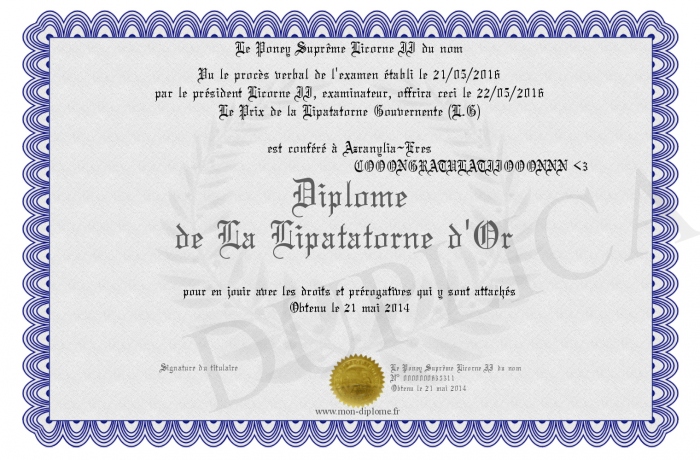 Le Poney Suprême Licorne II du nom
Vu le procès verbal de l'examen établi le 21/05/2016
par le président Licorne II, examinateur, offrira ceci le 22/05/2016
Le Prix de la Lipatatorne Gouvernente (L.G)
est conféré à Azranylia-Eres
COOONGRATULATIIOOONNN <3
Diplome
de La Lipatatorne d'Or
pour en jouir avec les droits et prérogatives qui y sont attachés
Obtenu le 21 mai 2014
DUPLICA
Signature du titulaire
Le Poney Suprême Licorne II du nom
N° 0000000655311
Obtenu le 21 mai 2014
www.mon-diplome.fr